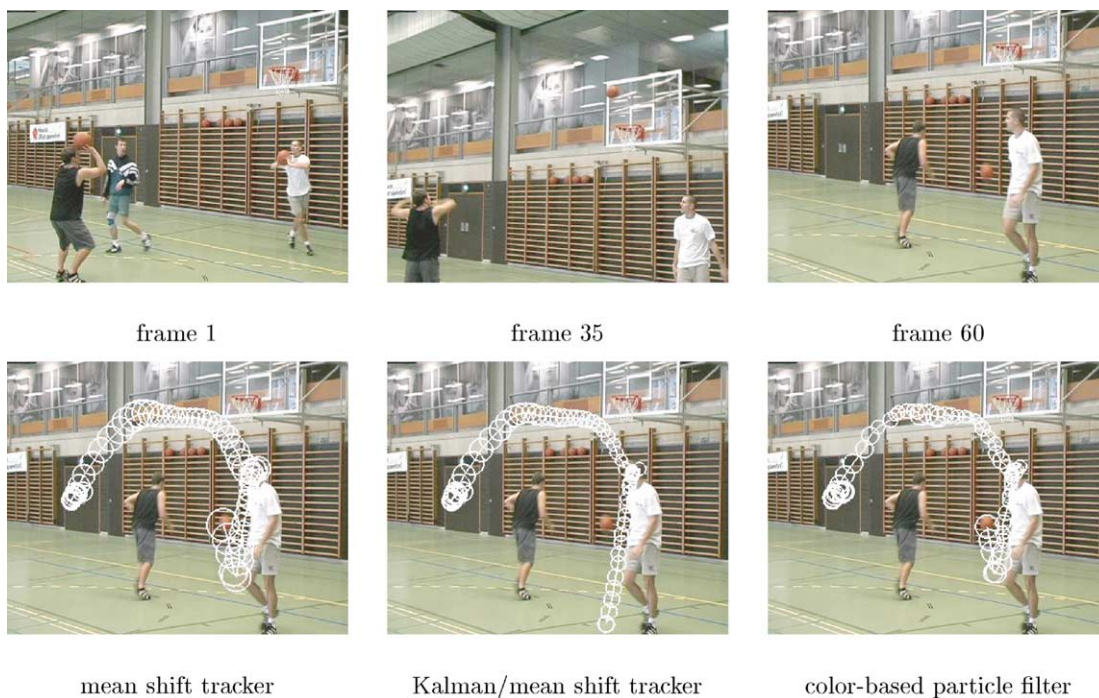 frame 1
frame 35
frame 60
mean shift tracker
Kalman/mean shift tracker
color-based particle filter